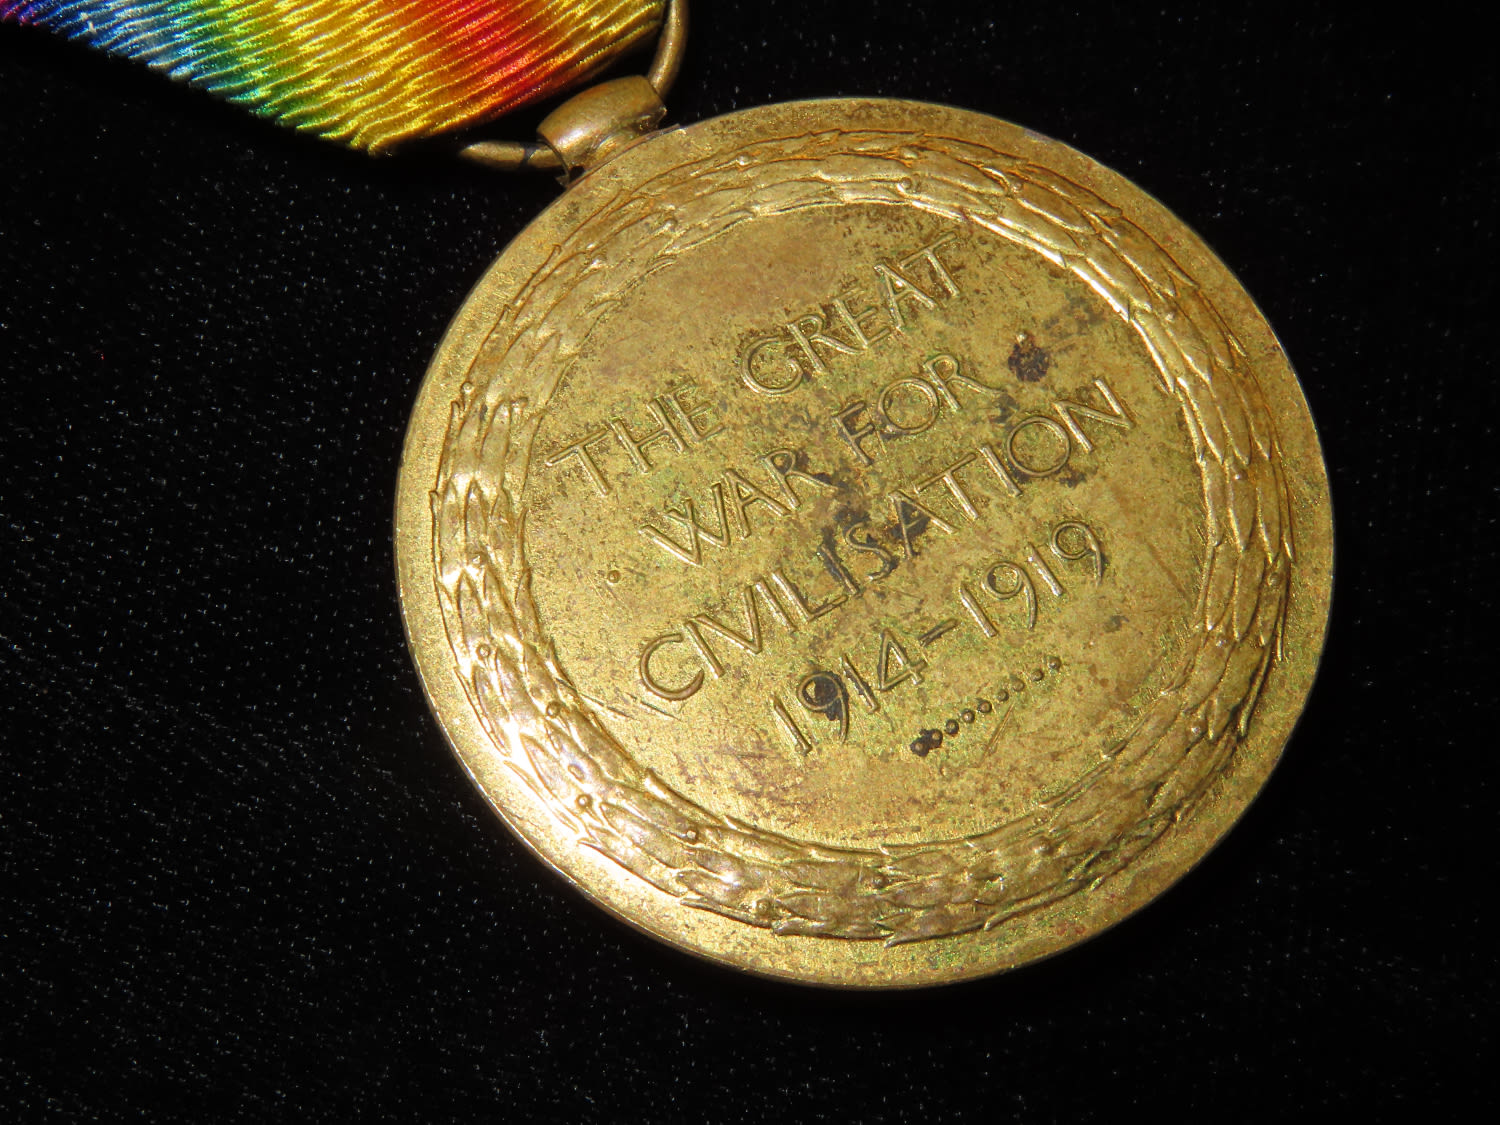 THE GREAT
WAR FOR
CIVILISATION
1914-1919